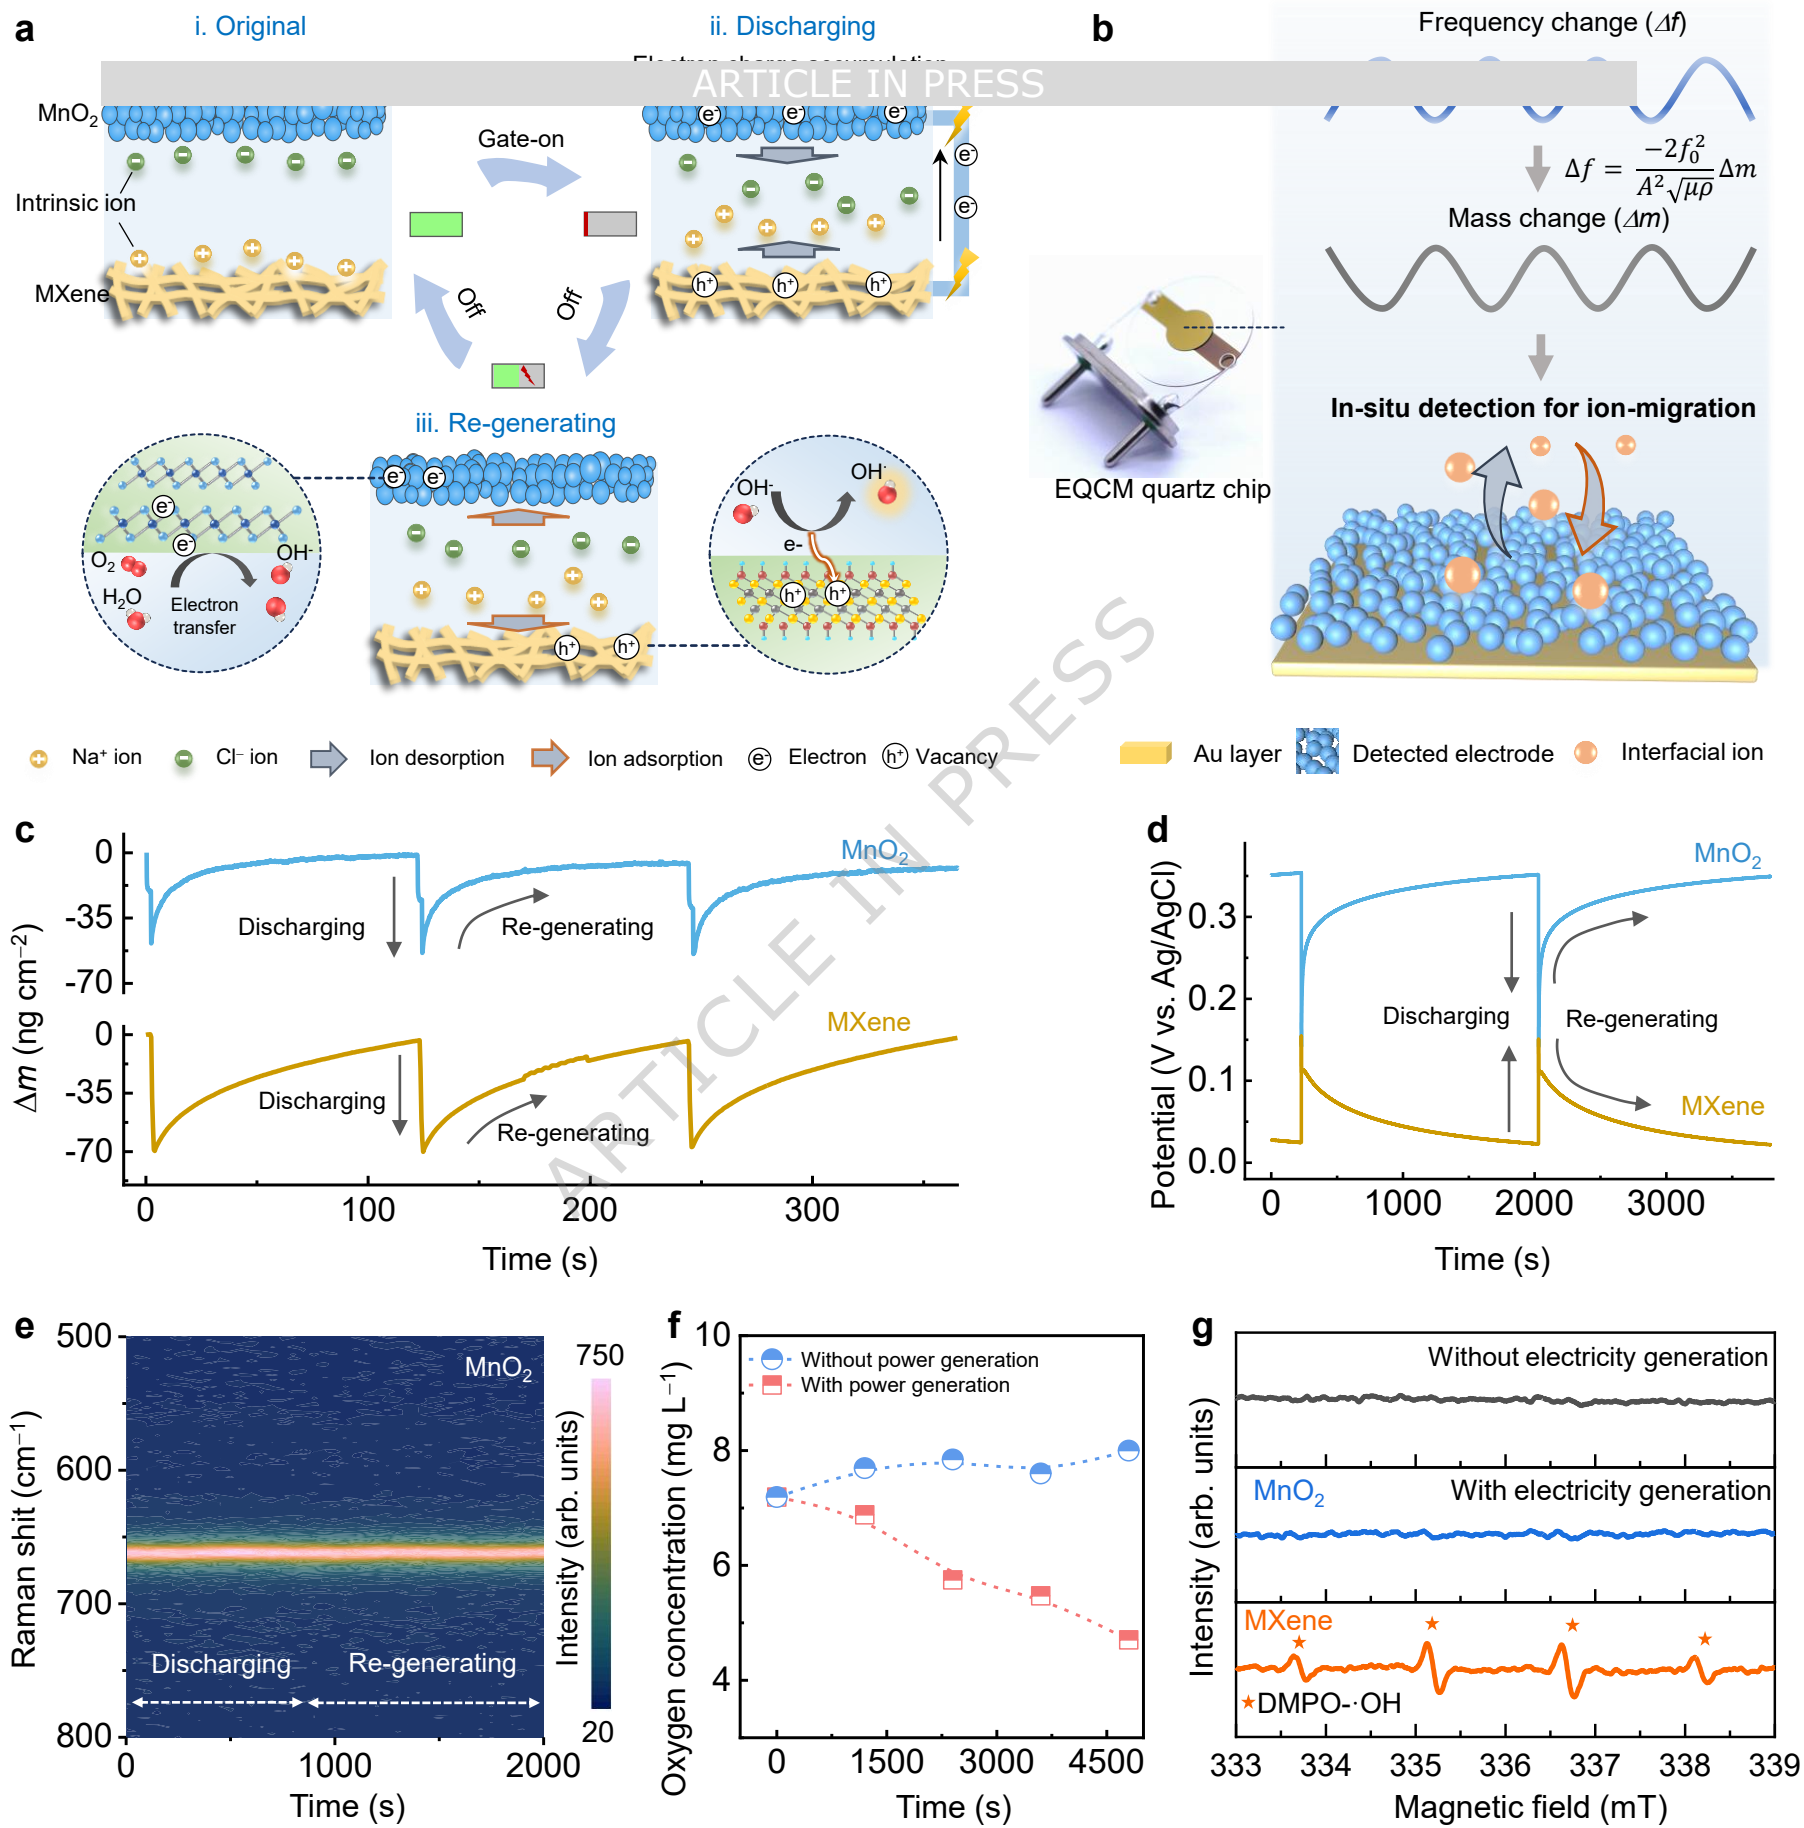 a
i. Original
ii. Discharging
b
Frequency change (Δf)
Electron charge accumulation
ARTICLE IN PRESS
MnO2
e-
e-
e-
Gate-on
e-
Δf = −2f₀² / A²√μρ Δm
Intrinsic ion
e-
Mass change (Δm)
MXene
h+
h+
h+
Off
Off
In-situ detection for ion-migration
iii. Re-generating
EQCM quartz chip
e-
e-
e-
e-
O2
OH-
H2O
Electron
transfer
OH-
OH·
e-
h+
h+
h+
h+
Na+ ion
Cl− ion
Ion desorption
Ion adsorption
e-
Electron
h+
Vacancy
Au layer
Detected electrode
Interfacial ion
ARTICLE IN PRESS
c
0
-35
-70
MnO2
Discharging
Re-generating
Δm (ng cm−2)
0
-35
-70
MXene
Discharging
Re-generating
0
100
200
300
Time (s)
d
MnO2
0.3
0.2
0.1
0.0
Potential (V vs. Ag/AgCl)
Discharging
Re-generating
MXene
0
1000
2000
3000
Time (s)
e
500
600
700
800
Raman shit (cm−1)
MnO2
Discharging
Re-generating
0
1000
2000
Time (s)
750
20
Intensity (arb. units)
f
10
8
6
4
Oxygen concentration (mg L−1)
Without power generation
With power generation
0
1500
3000
4500
Time (s)
g
Without electricity generation
MnO2
With electricity generation
MXene
★DMPO-·OH
Intensity (arb. units)
333
334
335
336
337
338
339
Magnetic field (mT)